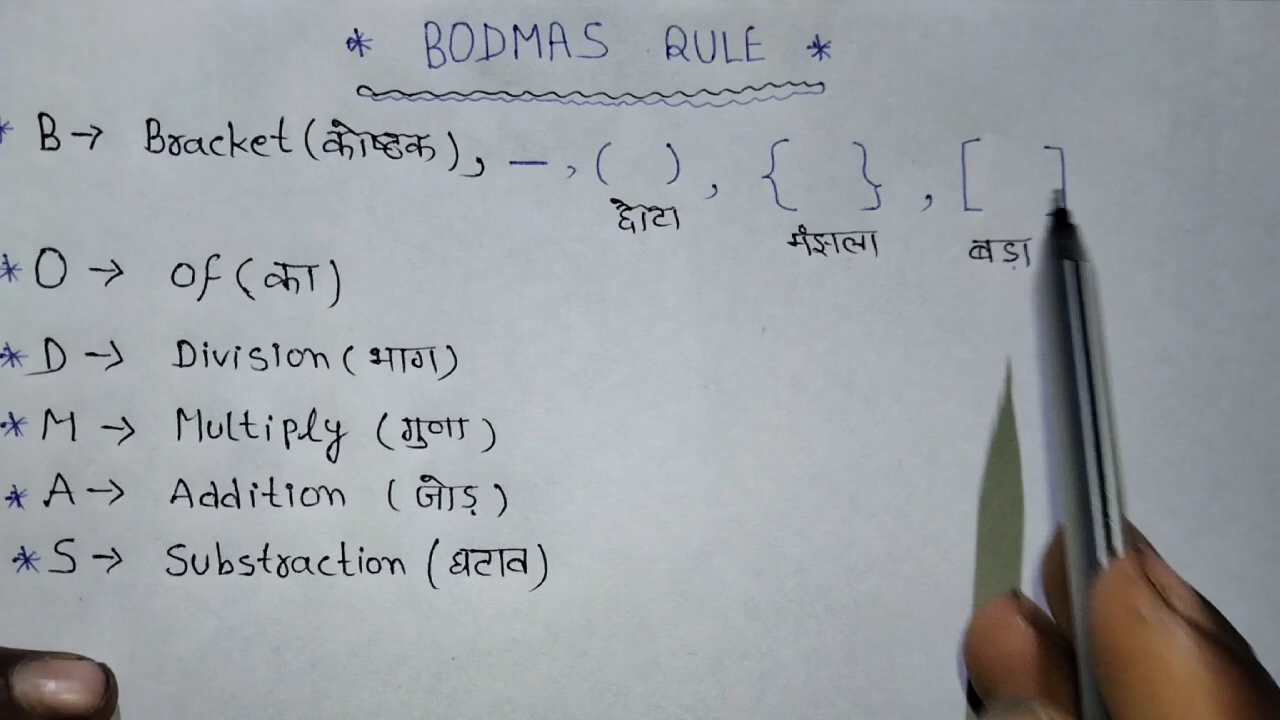 * BODMAS RULE *
* B → Bracket (कोष्ठक), —, ( ), { }, [ ]
छोटा मंझला बड़ा
* O → of (का)
* D → Division (भाग)
* M → Multiply (गुणा)
* A → Addition (जोड़)
* S → Substraction (घटाव)